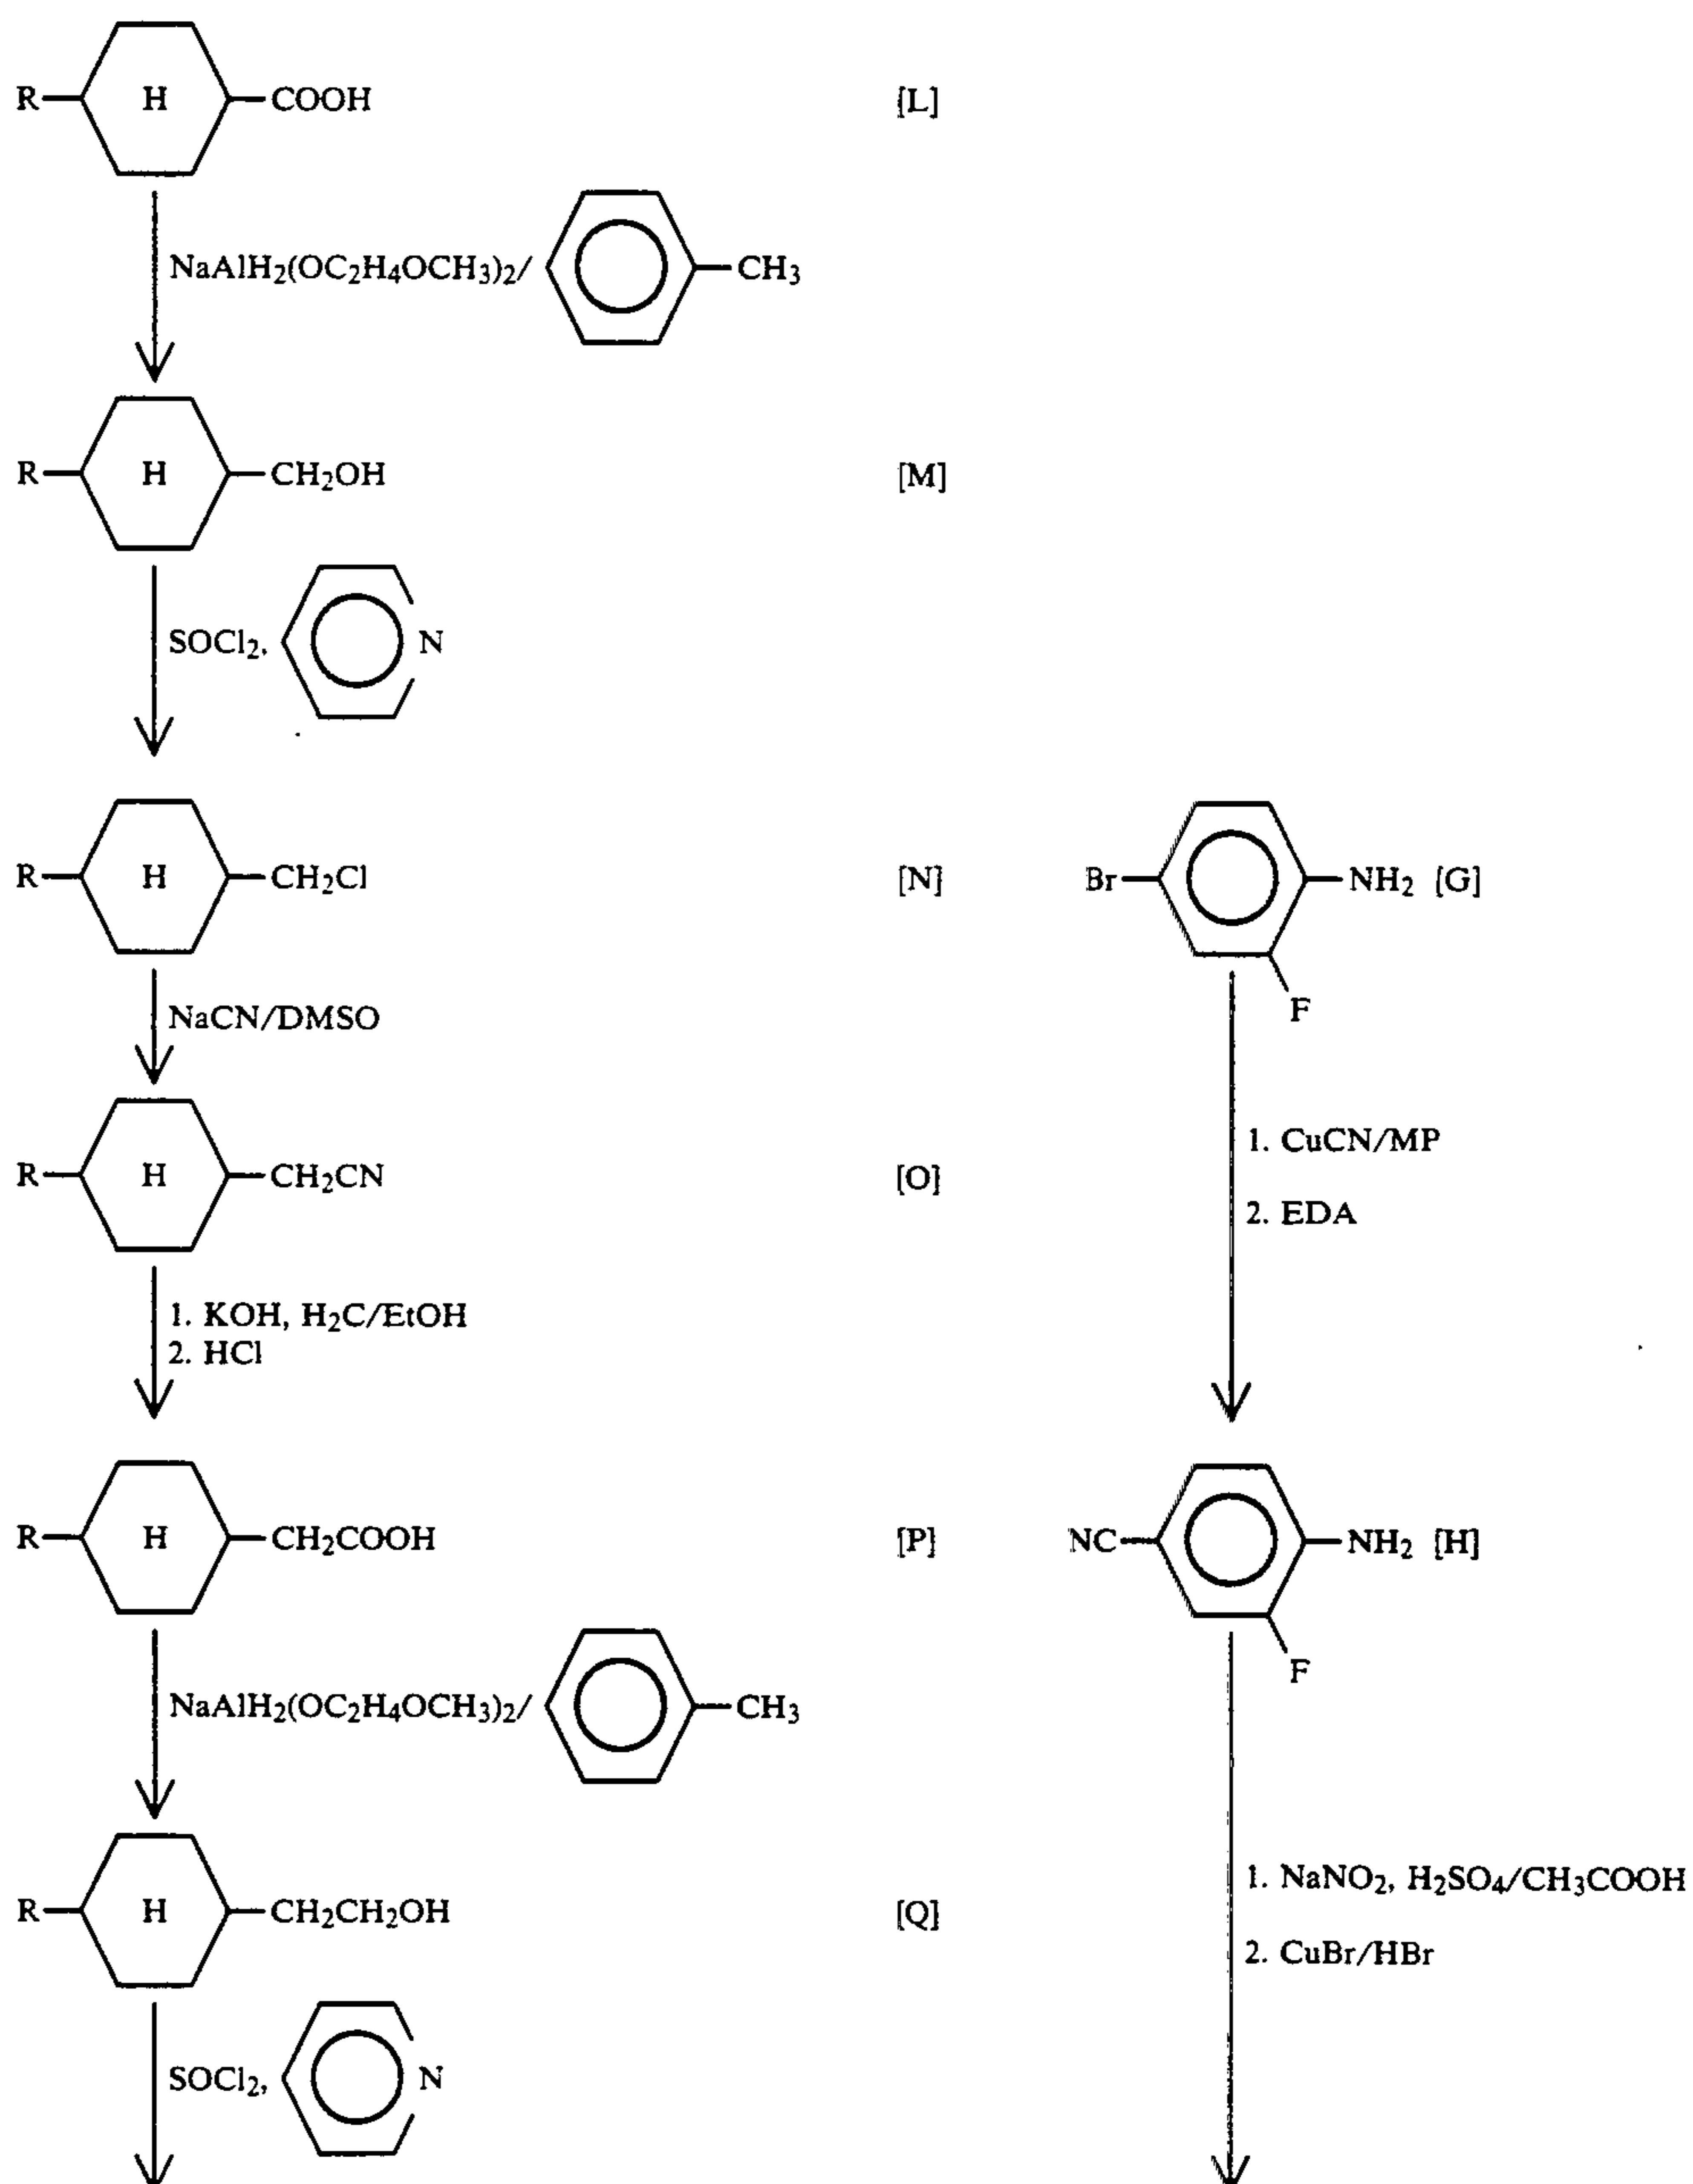 R H COOH [L]
NaAlH2(OC2H4OCH3)2/ CH3
R H CH2OH [M]
SOCl2, N
R H CH2Cl [N] Br NH2 [G]
F
NaCN/DMSO
1. CuCN/MP
R H CH2CN [O]
2. EDA
1. KOH, H2C/EtOH
2. HCl
R H CH2COOH [P] NC NH2 [H]
F
NaAlH2(OC2H4OCH3)2/ CH3
1. NaNO2, H2SO4/CH3COOH
R H CH2CH2OH [Q]
2. CuBr/HBr
SOCl2, N